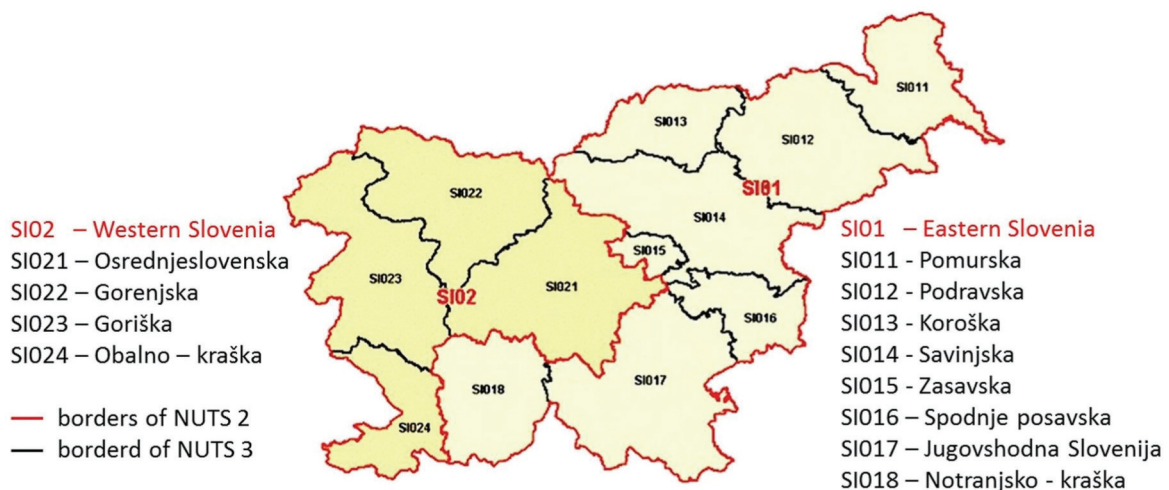 SI02 – Western Slovenia
SI021 – Osrednjeslovenska
SI022 – Gorenjska
SI023 – Goriška
SI024 – Obalno – kraška
borders of NUTS 2
borderd of NUTS 3
SI011
SI013
SI012
SI01
SI022
SI014
SI015
SI023
SI02
SI021
SI016
SI018
SI017
SI024
SI01 – Eastern Slovenia
SI011 - Pomurska
SI012 - Podravska
SI013 - Koroška
SI014 - Savinjska
SI015 - Zasavska
SI016 – Spodnje posavska
SI017 – Jugovshodna Slovenija
SI018 – Notranjsko - kraška